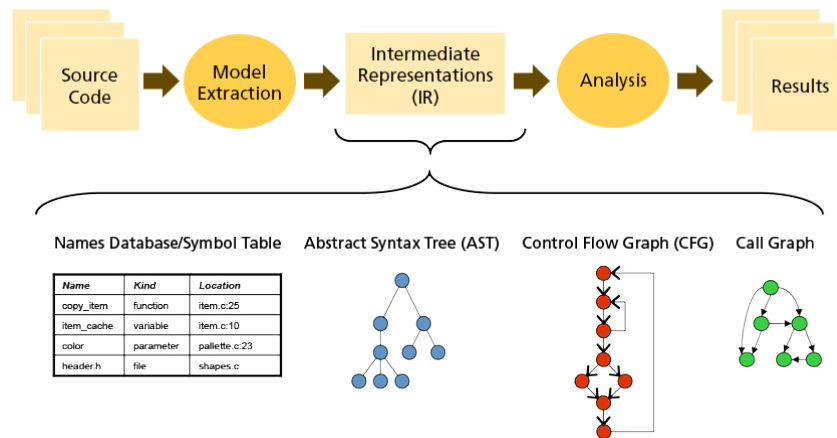 Source
Code
Model
Extraction
Intermediate
Representations
(IR)
Analysis
Results
Names Database/Symbol Table
Abstract Syntax Tree (AST)
Control Flow Graph (CFG)
Call Graph
Name Kind Location
copy_item function item.c:25
item_cache variable item.c:10
color parameter pallette.c:23
header.h file shapes.c